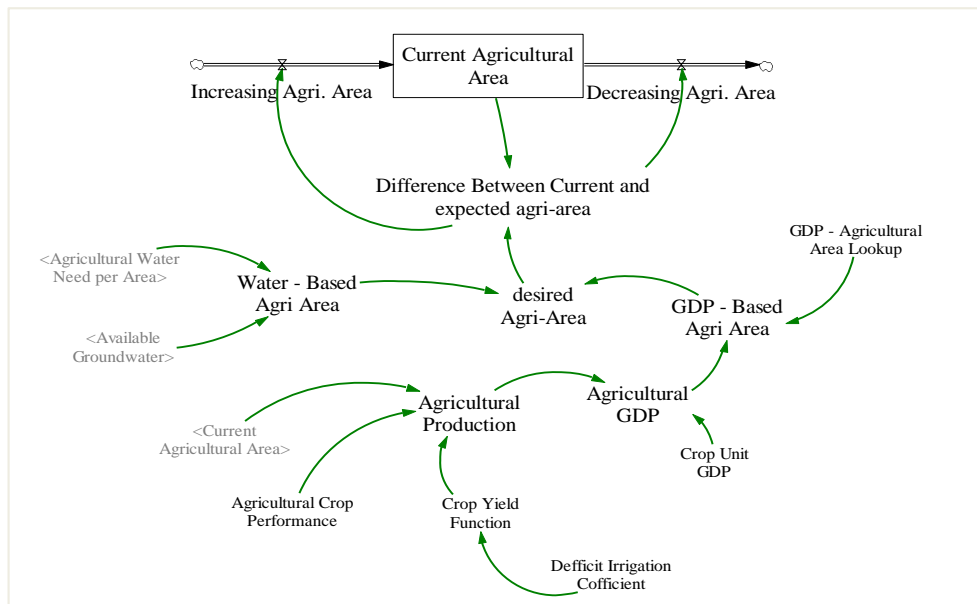 Current Agricultural
Area
Increasing Agri. Area
Decreasing Agri. Area
Difference Between Current and
expected agri-area
GDP - Agricultural
Area Lookup
<Agricultural Water
Need per Area>
Water - Based
Agri Area
desired
Agri-Area
GDP - Based
Agri Area
<Available
Groundwater>
Agricultural
Production
Agricultural
GDP
<Current
Agricultural Area>
Crop Unit
GDP
Agricultural Crop
Performance
Crop Yield
Function
Defficit Irrigation
Cofficient